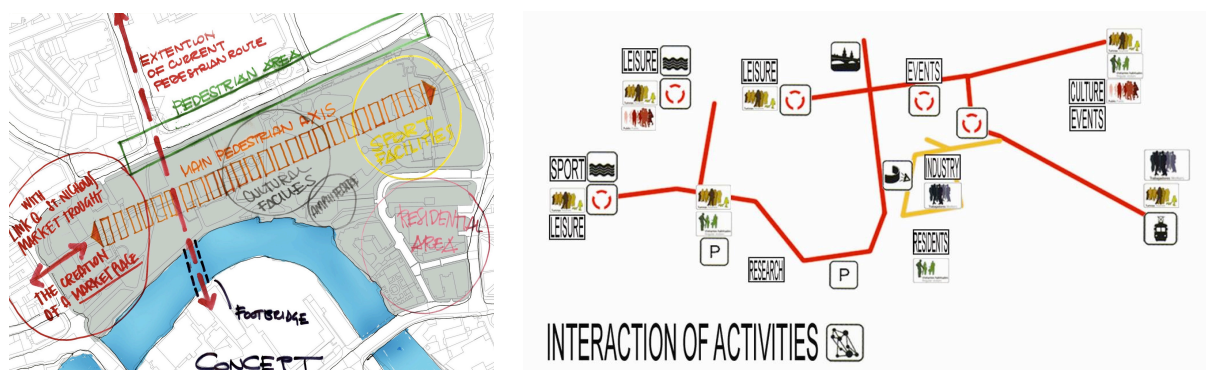 EXTENTION
OF CURRENT
PEDESTRIAN ROUTE
PEDESTRIAN AREA
MAIN PEDESTRIAN AXIS
SPORT
FACILITIES
CULTURAL
FACILITIES
AMPHITHEATRE
RESIDENTIAL
AREA
LINK Q. ST. NICHOLAS
WITH
MARKET TROUGHT
THE CREATION
OF A MARKET PLACE
FOOTBRIDGE
CONCEPT
LEISURE
LEISURE
EVENTS
CULTURE
EVENTS
SPORT
LEISURE
INDUSTRY
RESIDENTS
P
RESEARCH
P
INTERACTION OF ACTIVITIES